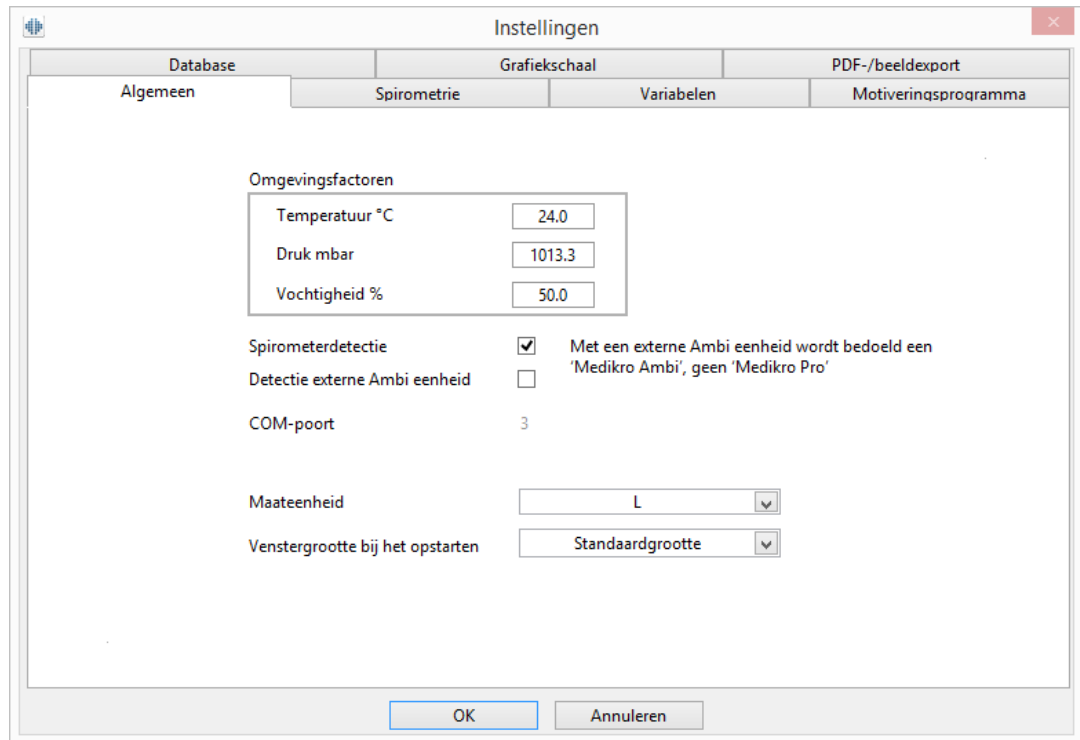 Instellingen
Database Grafiekschaal PDF-/beeldexport
Algemeen Spirometrie Variabelen Motiveringsprogramma
Omgevingsfactoren
Temperatuur °C 24.0
Druk mbar 1013.3
Vochtigheid % 50.0
Spirometerdetectie Met een externe Ambi eenheid wordt bedoeld een
'Medikro Ambi', geen 'Medikro Pro'
Detectie externe Ambi eenheid
COM-poort 3
Maateenheid L
Venstergrootte bij het opstarten Standaardgrootte
OK Annuleren